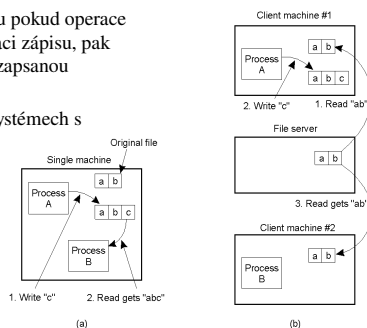 u pokud operace
ci zápisu, pak
zapsanou
ystémech s
Original file
Single machine
a b
Process
A
a b c
Process
B
1. Write "c"
2. Read gets "abc"
(a)
Client machine #1
a b
Process
A
a b c
2. Write "c"
1. Read "ab"
File server
a b
3. Read gets "ab"
Client machine #2
a b
Process
B
(b)